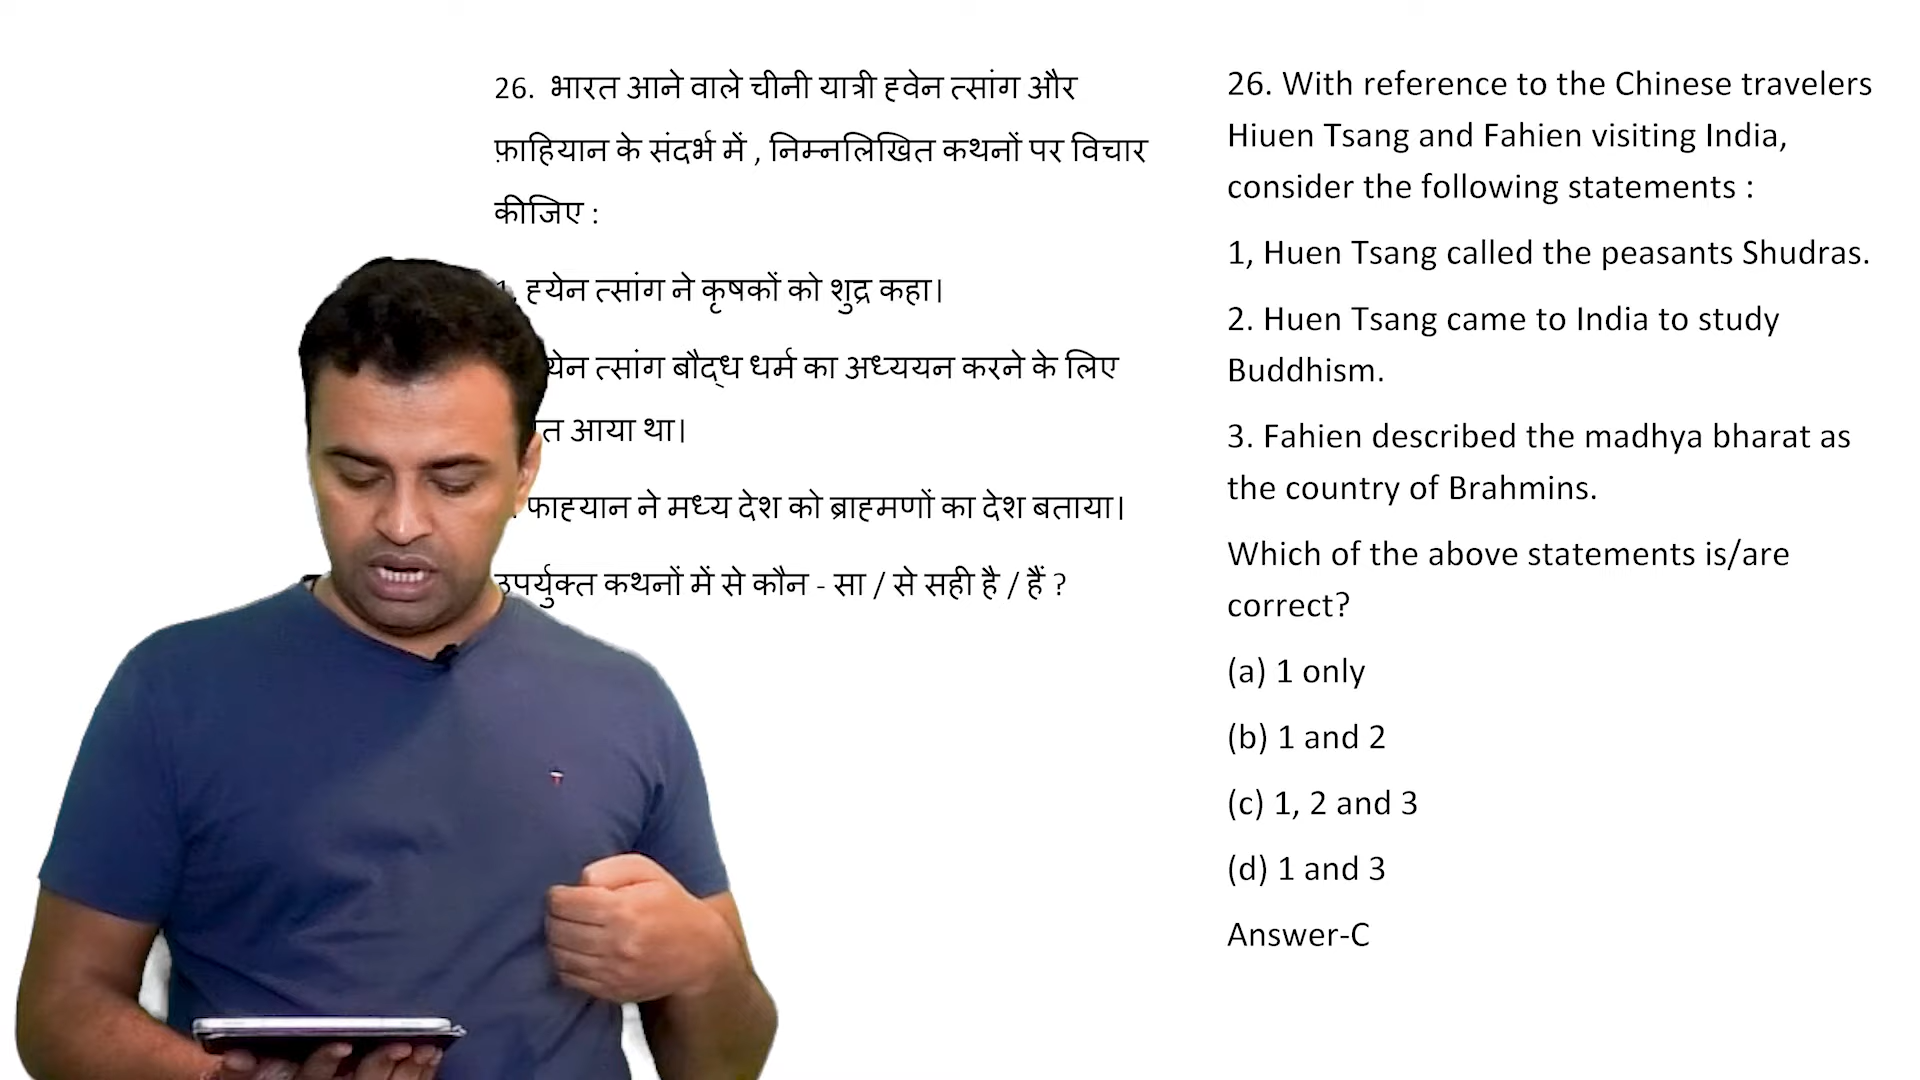 26. भारत आने वाले चीनी यात्री ह्वेन त्सांग और
फ़ाहियान के संदर्भ में , निम्नलिखित कथनों पर विचार
कीजिए :
ह्येन त्सांग ने कृषकों को शुद्र कहा।
त्सांग बौद्ध धर्म का अध्ययन करने के लिए
आया था।
फाह्यान ने मध्य देश को ब्राह्मणों का देश बताया।
उपर्युक्त कथनों में से कौन - सा / से सही है / हैं ?
26. With reference to the Chinese travelers
Hiuen Tsang and Fahien visiting India,
consider the following statements :
1, Huen Tsang called the peasants Shudras.
2. Huen Tsang came to India to study
Buddhism.
3. Fahien described the madhya bharat as
the country of Brahmins.
Which of the above statements is/are
correct?
(a) 1 only
(b) 1 and 2
(c) 1, 2 and 3
(d) 1 and 3
Answer-C